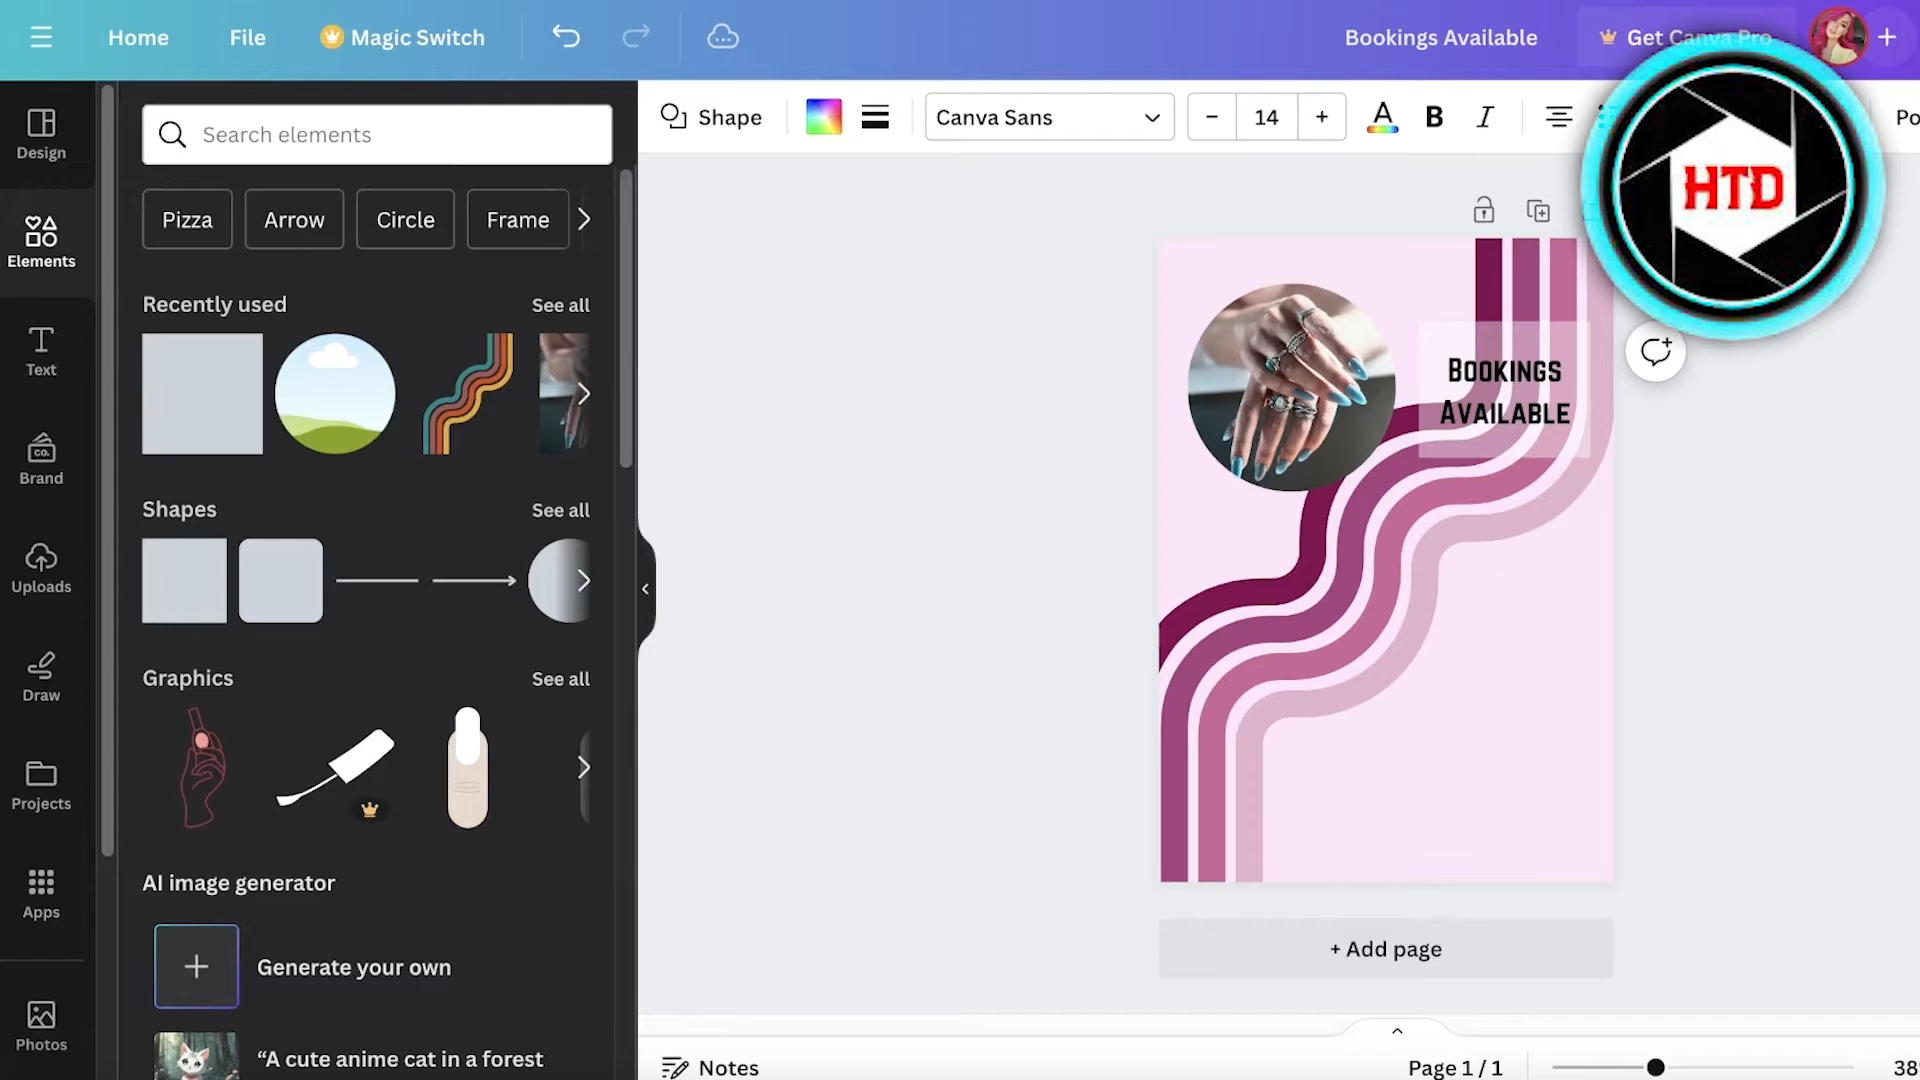 Home File Magic Switch Bookings Available Get Canva Pro
Search elements
Shape Canva Sans 14 A B I
HTD
Design
Elements
Text
Brand
CO.
Uploads
Draw
Projects
Apps
Photos
Pizza Arrow Circle Frame
Recently used See all
Shapes See all
Graphics See all
AI image generator
Generate your own
“A cute anime cat in a forest
Bookings
Available
+ Add page
Notes Page 1 / 1